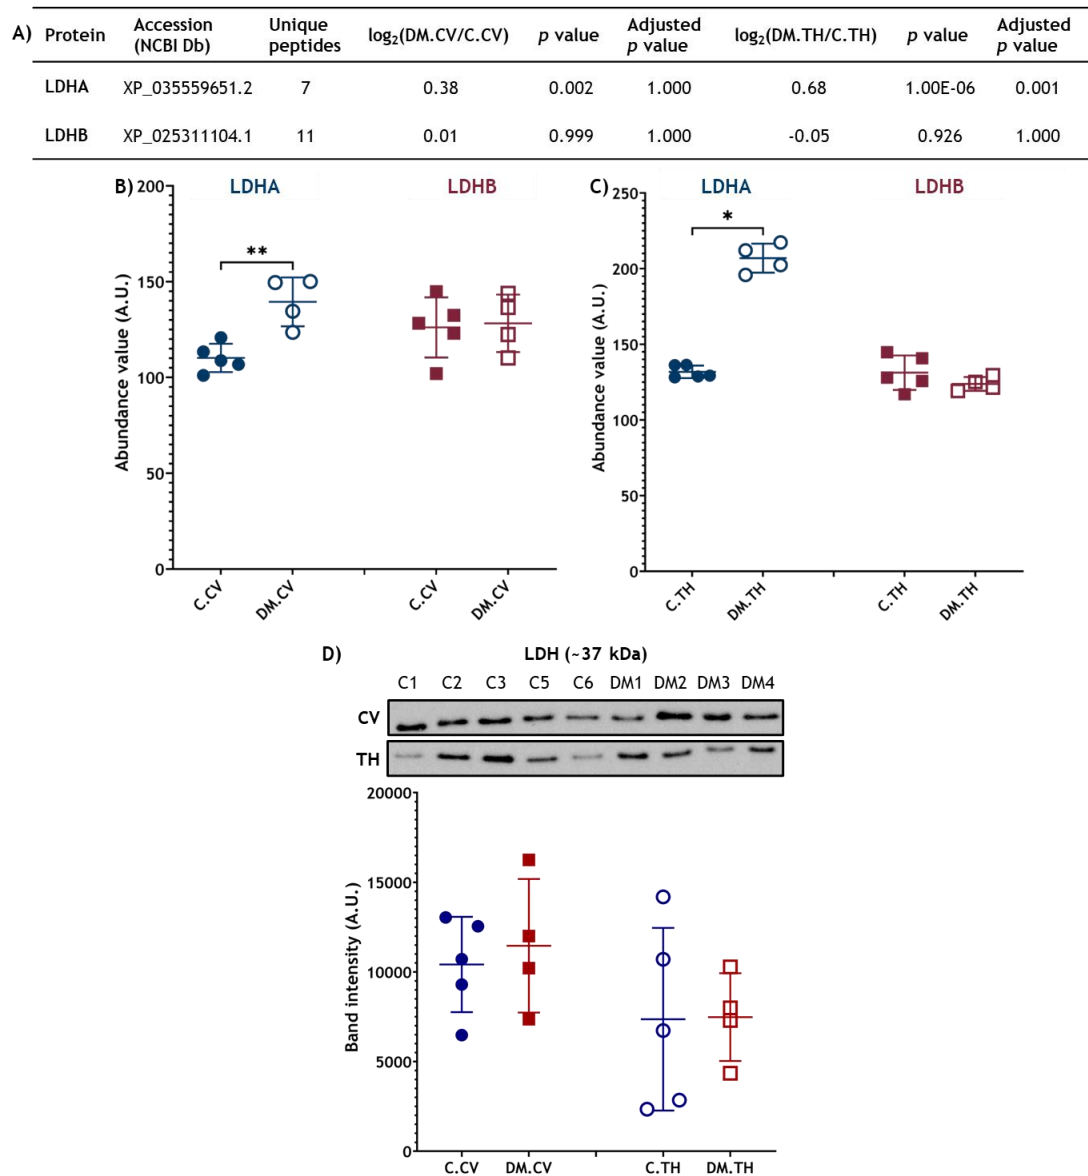 A)
Protein Accession (NCBI Db) Unique peptides log₂(DM.CV/C.CV) p value Adjusted p value log₂(DM.TH/C.TH) p value Adjusted p value
LDHA XP_035559651.2 7 0.38 0.002 1.000 0.68 1.00E-06 0.001
LDHB XP_025311104.1 11 0.01 0.999 1.000 -0.05 0.926 1.000
B)
LDHA
LDHB
**
Abundance value (A.U.)
200
150
100
50
0
C.CV
DM.CV
C.CV
DM.CV
C)
LDHA
LDHB
*
Abundance value (A.U.)
250
200
150
100
50
0
C.TH
DM.TH
C.TH
DM.TH
D)
LDH (~37 kDa)
C1 C2 C3 C5 C6 DM1 DM2 DM3 DM4
CV
TH
Band intensity (A.U.)
20000
15000
10000
5000
0
C.CV
DM.CV
C.TH
DM.TH